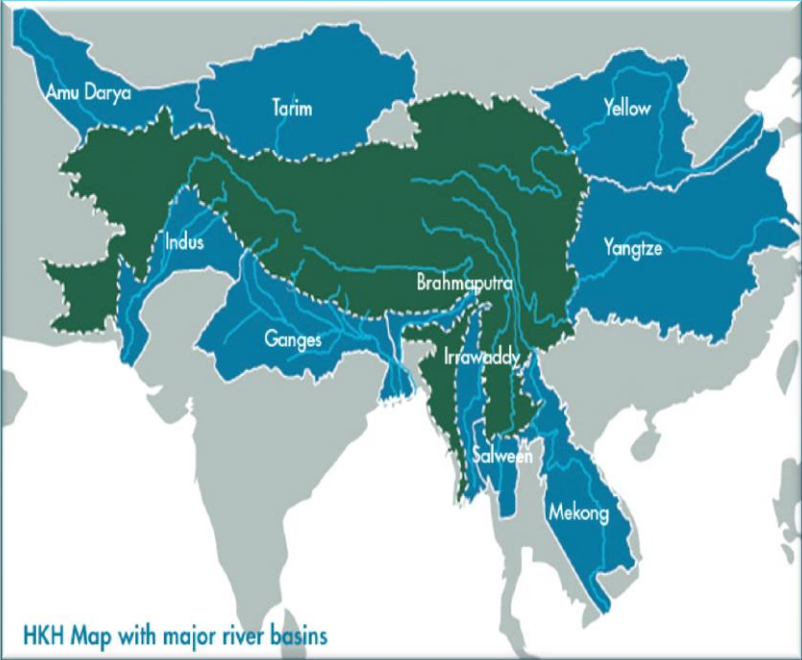 Amu Darya
Tarim
Yellow
Indus
Yangtze
Brahmaputra
Ganges
Irrawaddy
Salween
Mekong
HKH Map with major river basins